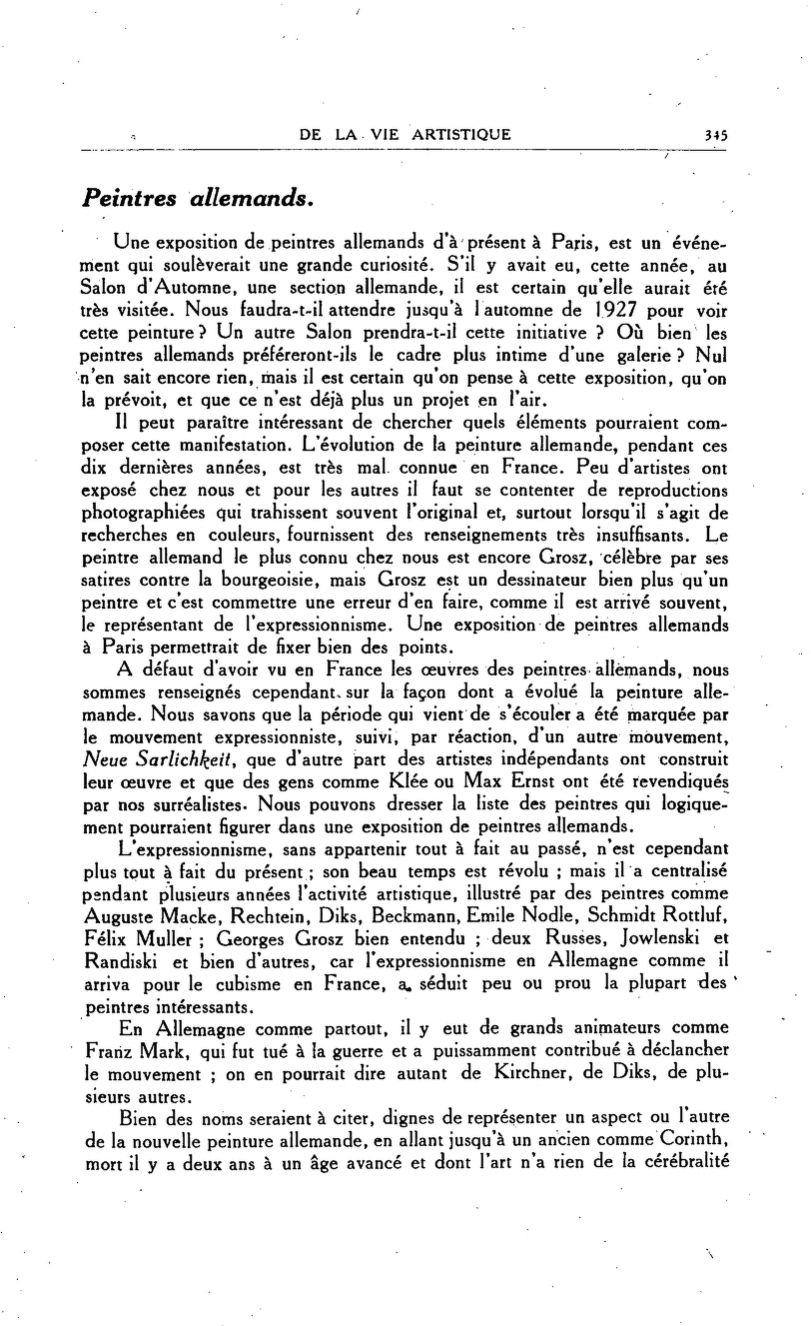 DE LA VIE ARTISTIQUE 345
Peintres allemands.
Une exposition de peintres allemands d'à présent à Paris, est un événe-
ment qui soulèverait une grande curiosité. S'il y avait eu, cette année, au
Salon d'Automne, une section allemande, il est certain qu'elle aurait été
très visitée. Nous faudra-t-il attendre jusqu'à l automne de 1927 pour voir
cette peinture ? Un autre Salon prendra-t-il cette initiative ? Où bien les
peintres allemands préféreront-ils le cadre plus intime d'une galerie ? Nul
n'en sait encore rien, mais il est certain qu'on pense à cette exposition, qu'on
la prévoit, et que ce n'est déjà plus un projet en l'air.
Il peut paraître intéressant de chercher quels éléments pourraient com-
poser cette manifestation. L'évolution de la peinture allemande, pendant ces
dix dernières années, est très mal connue en France. Peu d'artistes ont
exposé chez nous et pour les autres il faut se contenter de reproductions
photographiées qui trahissent souvent l'original et, surtout lorsqu'il s'agit de
recherches en couleurs, fournissent des renseignements très insuffisants. Le
peintre allemand le plus connu chez nous est encore Grosz, célèbre par ses
satires contre la bourgeoisie, mais Grosz est un dessinateur bien plus qu'un
peintre et c'est commettre une erreur d'en faire, comme il est arrivé souvent,
le représentant de l'expressionnisme. Une exposition de peintres allemands
à Paris permettrait de fixer bien des points.
A défaut d'avoir vu en France les œuvres des peintres allemands, nous
sommes renseignés cependant sur la façon dont a évolué la peinture alle-
mande. Nous savons que la période qui vient de s'écouler a été marquée par
le mouvement expressionniste, suivi, par réaction, d'un autre mouvement,
Neue Sarlichkeit, que d'autre part des artistes indépendants ont construit
leur œuvre et que des gens comme Klée ou Max Ernst ont été revendiqués
par nos surréalistes. Nous pouvons dresser la liste des peintres qui logique-
ment pourraient figurer dans une exposition de peintres allemands.
L'expressionnisme, sans appartenir tout à fait au passé, n'est cependant
plus tout à fait du présent ; son beau temps est révolu ; mais il a centralisé
pendant plusieurs années l'activité artistique, illustré par des peintres comme
Auguste Macke, Rechtein, Diks, Beckmann, Emile Nodle, Schmidt Rottluf,
Félix Muller ; Georges Grosz bien entendu ; deux Russes, Jowlenski et
Randiski et bien d'autres, car l'expressionnisme en Allemagne comme il
arriva pour le cubisme en France, a séduit peu ou prou la plupart des
peintres intéressants.
En Allemagne comme partout, il y eut de grands animateurs comme
Franz Mark, qui fut tué à la guerre et a puissamment contribué à déclancher
le mouvement ; on en pourrait dire autant de Kirchner, de Diks, de plu-
sieurs autres.
Bien des noms seraient à citer, dignes de représenter un aspect ou l'autre
de la nouvelle peinture allemande, en allant jusqu'à un ancien comme Corinth,
mort il y a deux ans à un âge avancé et dont l'art n'a rien de la cérébralité